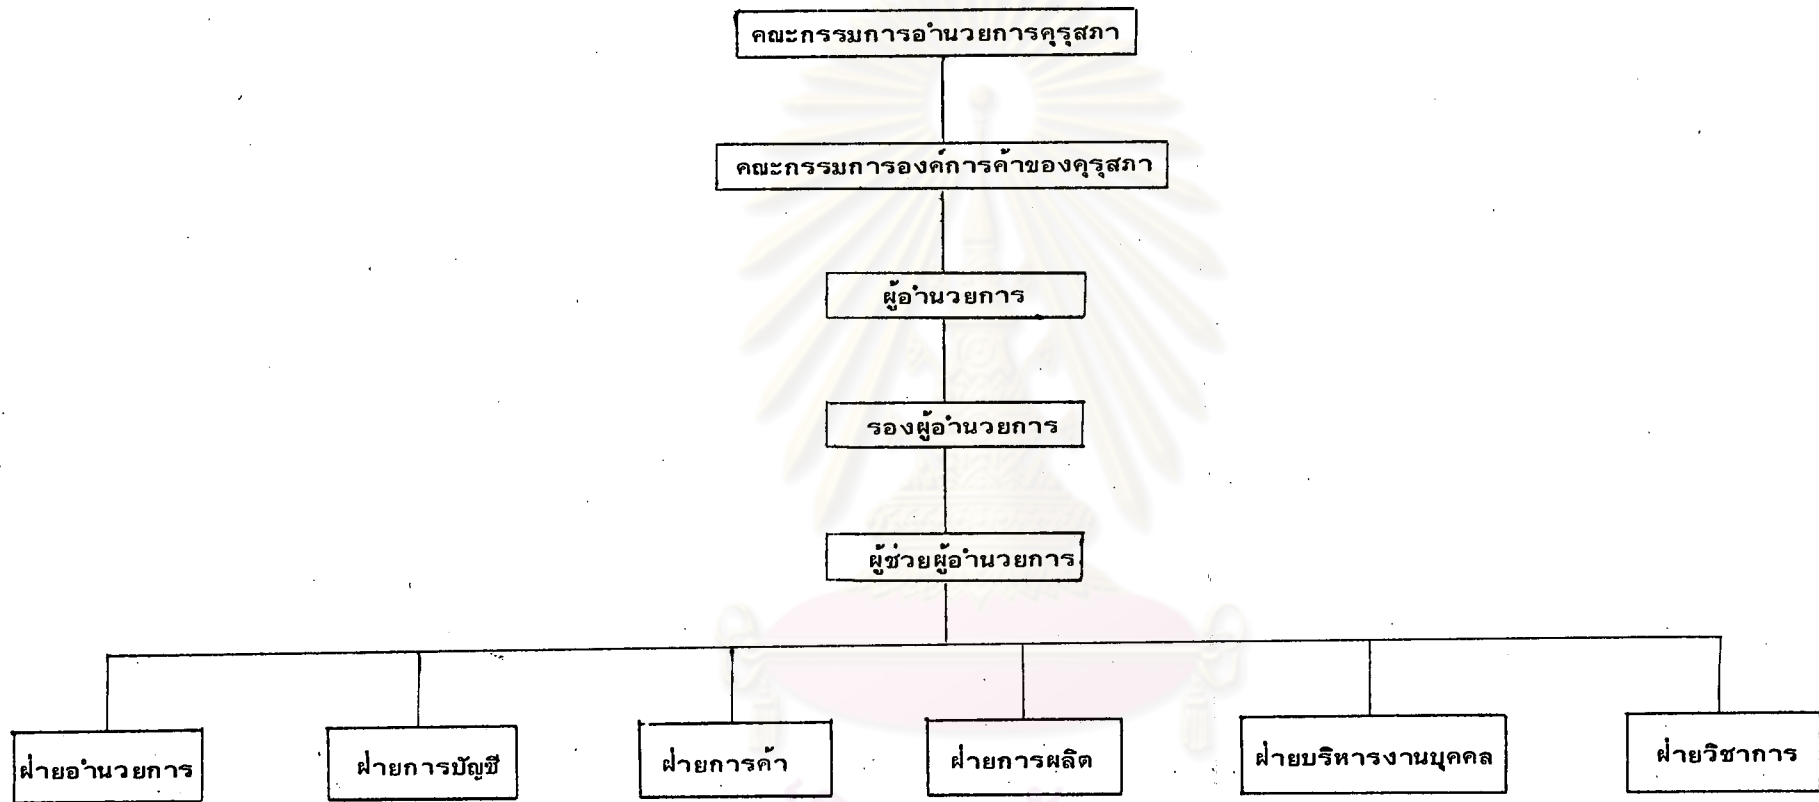 คณะกรรมการอำนวยการคุรุสภา
คณะกรรมการองค์การค้าของคุรุสภา
ผู้อำนวยการ
รองผู้อำนวยการ
ผู้ช่วยผู้อำนวยการ
ฝ่ายอำนวยการ
ฝ่ายการบัญชี
ฝ่ายการค้า
ฝ่ายการผลิต
ฝ่ายบริหารงานบุคคล
ฝ่ายวิชาการ